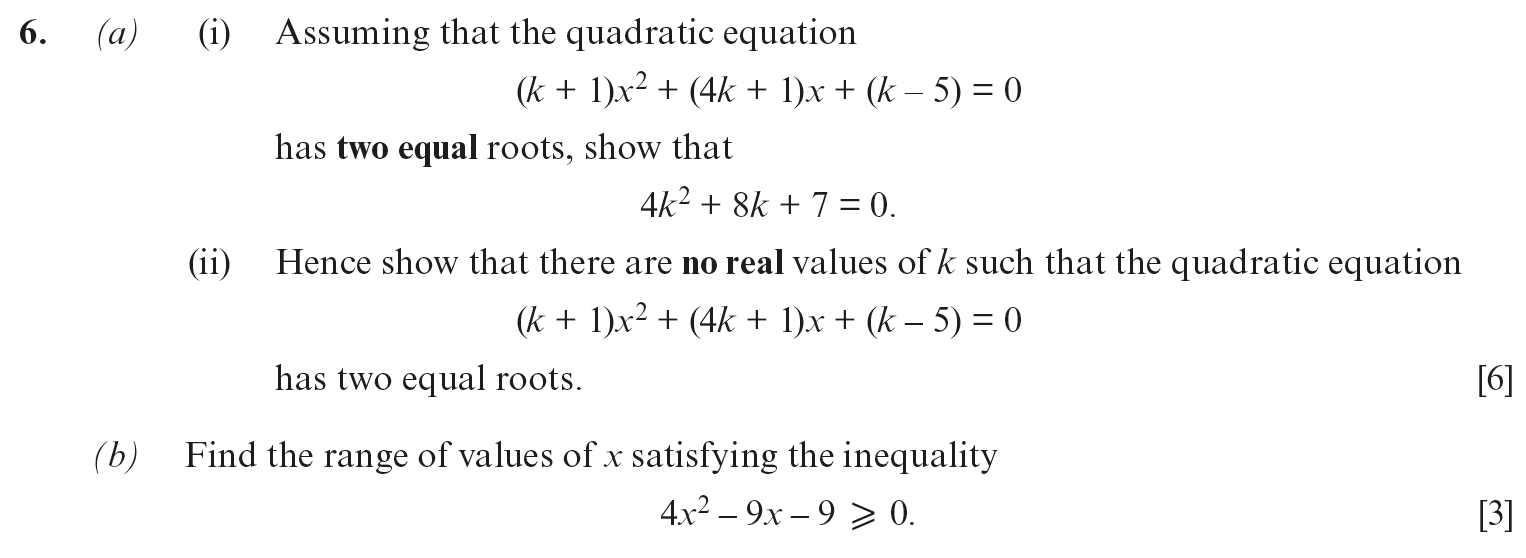 6. (a) (i) Assuming that the quadratic equation
(k + 1)x² + (4k + 1)x + (k – 5) = 0
has two equal roots, show that
4k² + 8k + 7 = 0.
(ii) Hence show that there are no real values of k such that the quadratic equation
(k + 1)x² + (4k + 1)x + (k – 5) = 0
has two equal roots. [6]
(b) Find the range of values of x satisfying the inequality
4x² – 9x – 9 ⩾ 0. [3]